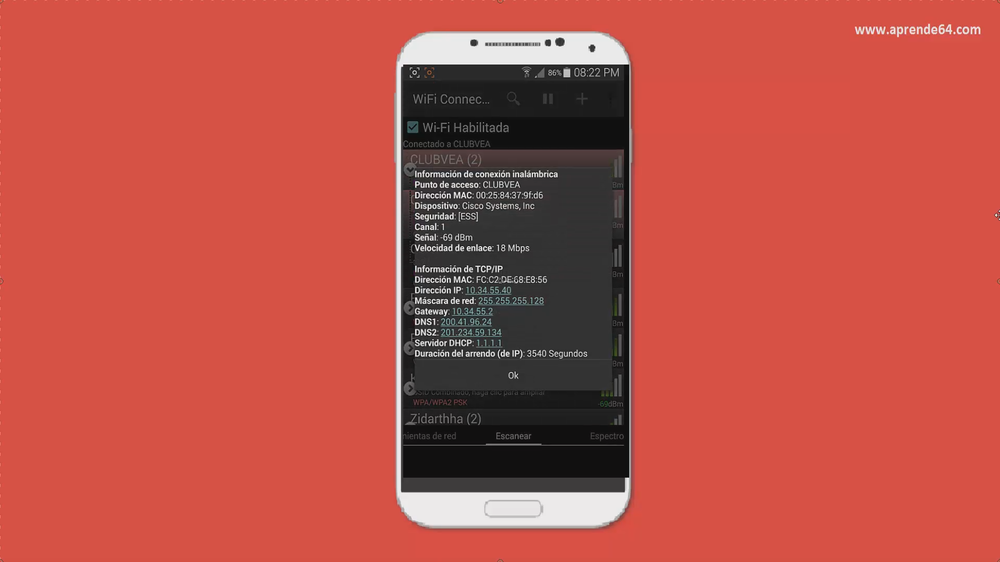 www.aprende64.com
86% 08:22 PM
WiFi Connec...
Wi-Fi Habilitada
Conectado a CLUBVEA
CLUBVEA (2)
Información de conexión inalámbrica
Punto de acceso: CLUBVEA
Bm
Dirección MAC: 00:25:84:37:9f:d6
Dispositivo: Cisco Systems, Inc
Seguridad: [ESS]
Canal: 1
Bm
Señal: -69 dBm
Velocidad de enlace: 18 Mbps
Información de TCP/IP
Bm
Dirección MAC: FC:C2:DE:68:E8:56
Dirección IP: 10.34.55.40
Máscara de red: 255.255.255.128
Gateway: 10.34.55.2
DNS1: 200.41.96.24
Bm
DNS2: 201.234.59.134
Servidor DHCP: 1.1.1.1
Duración del arrendo (de IP): 3540 Segundos
Bm
Ok
SSID Combinado, haga clic para ampliar
WPA/WPA2 PSK -69dBm
Zidarthha (2)
mientas de red Escanear Espectro